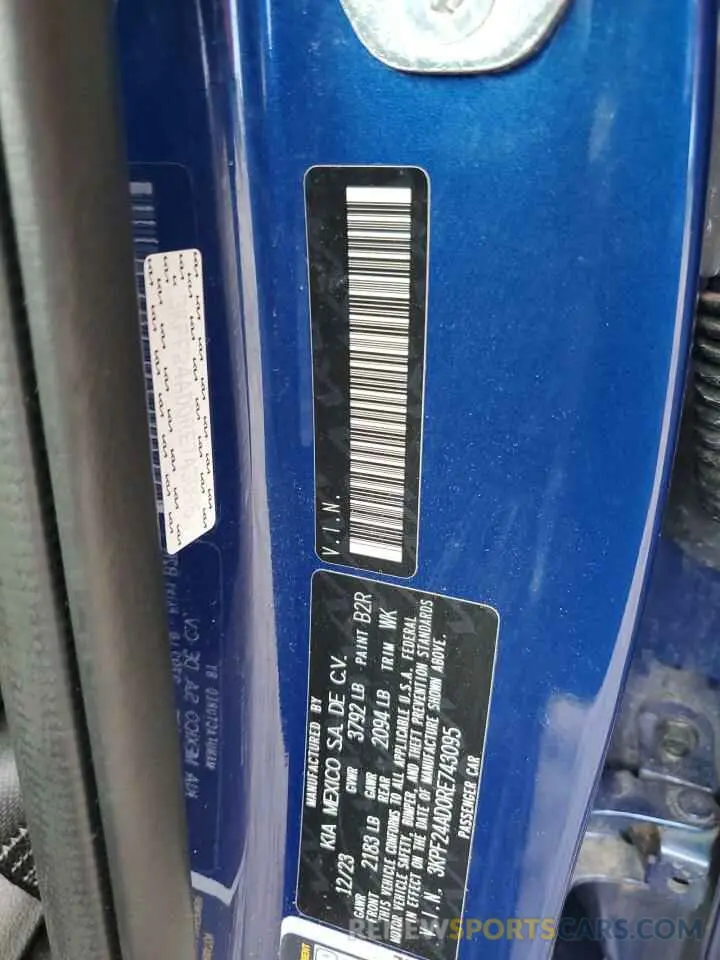 V.I.N.
MANUFACTURED BY
KIA MEXICO S.A. DE C.V.
12/23 GVWR 3792 LB PAINT B2R
GAWR FRONT 2183 LB GAWR REAR 2094 LB TRIM WK
THIS VEHICLE CONFORMS TO ALL APPLICABLE U.S.A. FEDERAL
MOTOR VEHICLE SAFETY, BUMPER, AND THEFT PREVENTION STANDARDS
IN EFFECT ON THE DATE OF MANUFACTURE SHOWN ABOVE.
V.I.N. 3KPF24AD0RE743095
PASSENGER CAR
REVIEWSPORTSCARS.COM